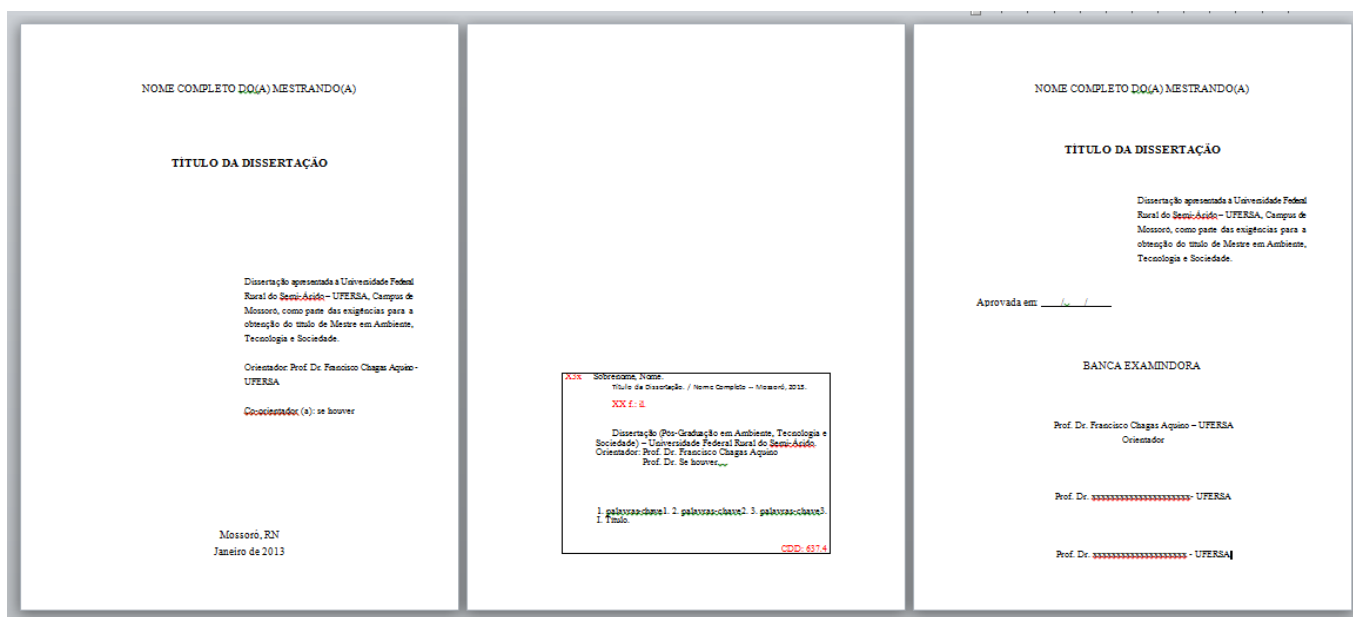 NOME COMPLETO DO(A) MESTRANDO(A)
TÍTULO DA DISSERTAÇÃO
Dissertação apresentada à Universidade Federal
Rural do Semi-Árido – UFERSA, Campus de
Mossoró, como parte das exigências para a
obtenção do título de Mestre em Ambiente,
Tecnologia e Sociedade.
Orientador: Prof. Dr. Francisco Chagas Aquino -
UFERSA
Co-orientador (a): se houver
Mossoró, RN
Janeiro de 2013
X3x Sobrenome, Nome.
Título da Dissertação. / Nome Completo -- Mossoró, 2013.
XX f.: il.
Dissertação (Pós-Graduação em Ambiente, Tecnologia e
Sociedade) – Universidade Federal Rural do Semi-Árido.
Orientador: Prof. Dr. Francisco Chagas Aquino
Prof. Dr. Se houver.
1. palavras-chave1. 2. palavras-chave2. 3. palavras-chave3.
I. Título.
CDD: 637.4
NOME COMPLETO DO(A) MESTRANDO(A)
TÍTULO DA DISSERTAÇÃO
Dissertação apresentada à Universidade Federal
Rural do Semi-Árido – UFERSA, Campus de
Mossoró, como parte das exigências para a
obtenção do título de Mestre em Ambiente,
Tecnologia e Sociedade.
Aprovada em: ____/____/____
BANCA EXAMINDORA
Prof. Dr. Francisco Chagas Aquino – UFERSA
Orientador
Prof. Dr. xxxxxxxxxxxxxxxxxxxxx- UFERSA
Prof. Dr. xxxxxxxxxxxxxxxxxxxx - UFERSA